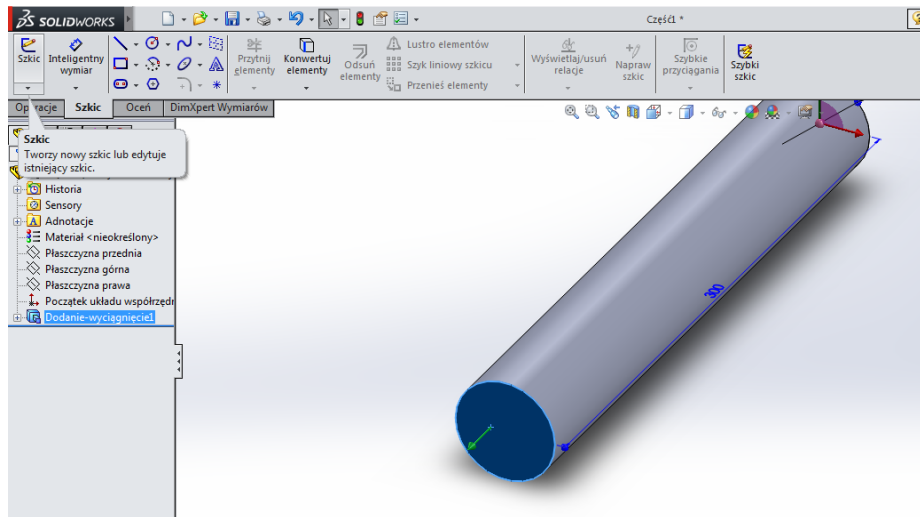 SOLIDWORKS
Część1 *
Szkic
Inteligentny
wymiar
Przytnij
elementy
Konwertuj
elementy
Odsuń
elementy
Lustro elementów
Szyk liniowy szkicu
Przenieś elementy
Wyświetlaj/usuń
relacje
Napraw
szkic
Szybkie
przyciągania
Szybki
szkic
Operacje
Szkic
Oceń
DimXpert Wymiarów
Szkic
Tworzy nowy szkic lub edytuje
istniejący szkic.
Historia
Sensory
Adnotacje
Materiał <nieokreślony>
Płaszczyzna przednia
Płaszczyzna górna
Płaszczyzna prawa
Początek układu współrzędn
Dodanie-wyciągnięcie1
300